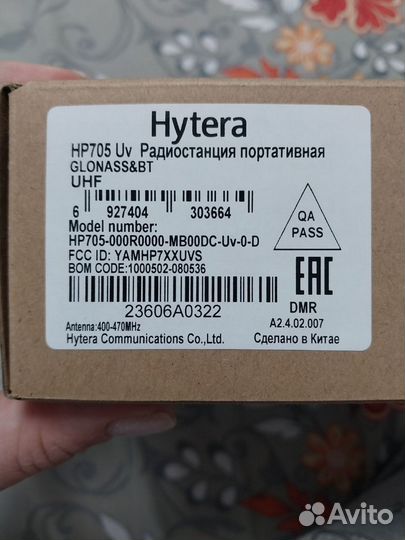 Hytera
HP705 Uv Радиостанция портативная
GLONASS&BT
UHF
6 927404 303664
Model number:
HP705-000R0000-MB00DC-Uv-0-D
FCC ID: YAMHP7XXUVS
BOM CODE:1000502-080536
23606A0322
Antenna:400-470MHz
Hytera Communications Co.,Ltd.
QA
PASS
EAC
DMR
A2.4.02.007
Сделано в Китае
Avito